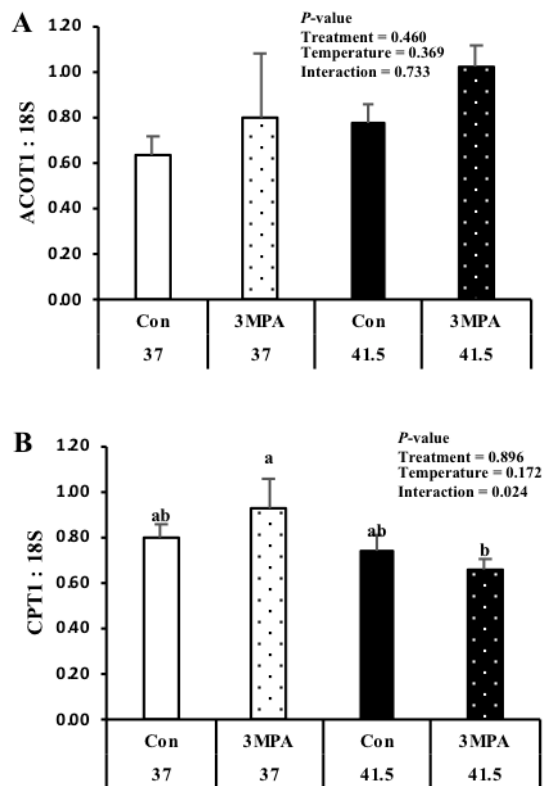 A
P-value
Treatment = 0.460
Temperature = 0.369
Interaction = 0.733
ACOT1 : 18S
1.20
1.00
0.80
0.60
0.40
0.20
0.00
Con 3MPA Con 3MPA
37 37 41.5 41.5
B
P-value
Treatment = 0.896
Temperature = 0.172
Interaction = 0.024
CPT1 : 18S
1.20
1.00
0.80
0.60
0.40
0.20
0.00
ab a ab b
Con 3MPA Con 3MPA
37 37 41.5 41.5